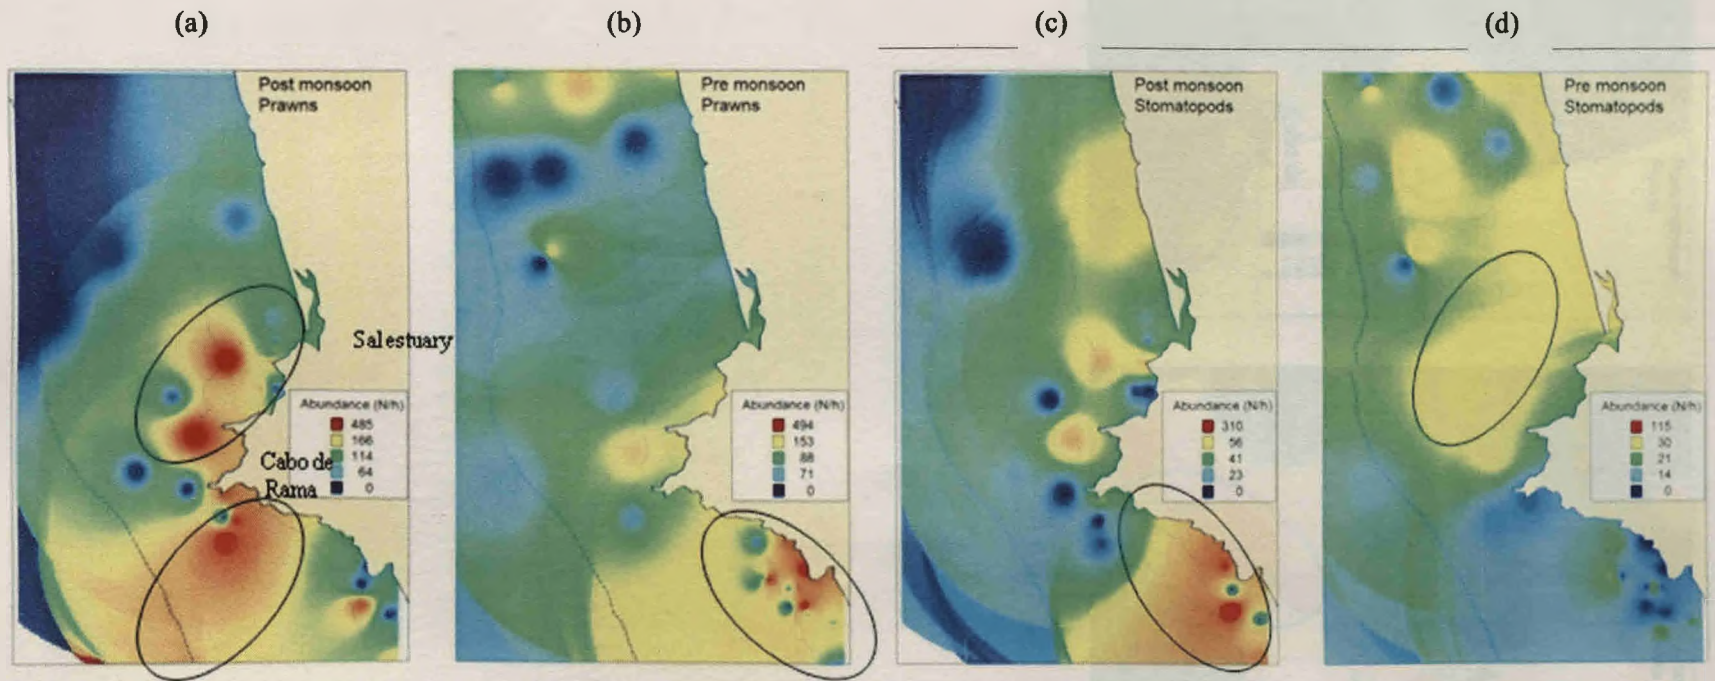 (a)
(b)
(c)
(d)
Post monsoon
Prawns
Pre monsoon
Prawns
Post monsoon
Stomatopods
Pre monsoon
Stomatopods
Sal estuary
Cabo de
Rama
Abundance (N/h)
485
166
114
64
0
Abundance (N/h)
494
153
88
71
0
Abundance (N/h)
310
56
41
23
0
Abundance (N/h)
115
30
21
14
0